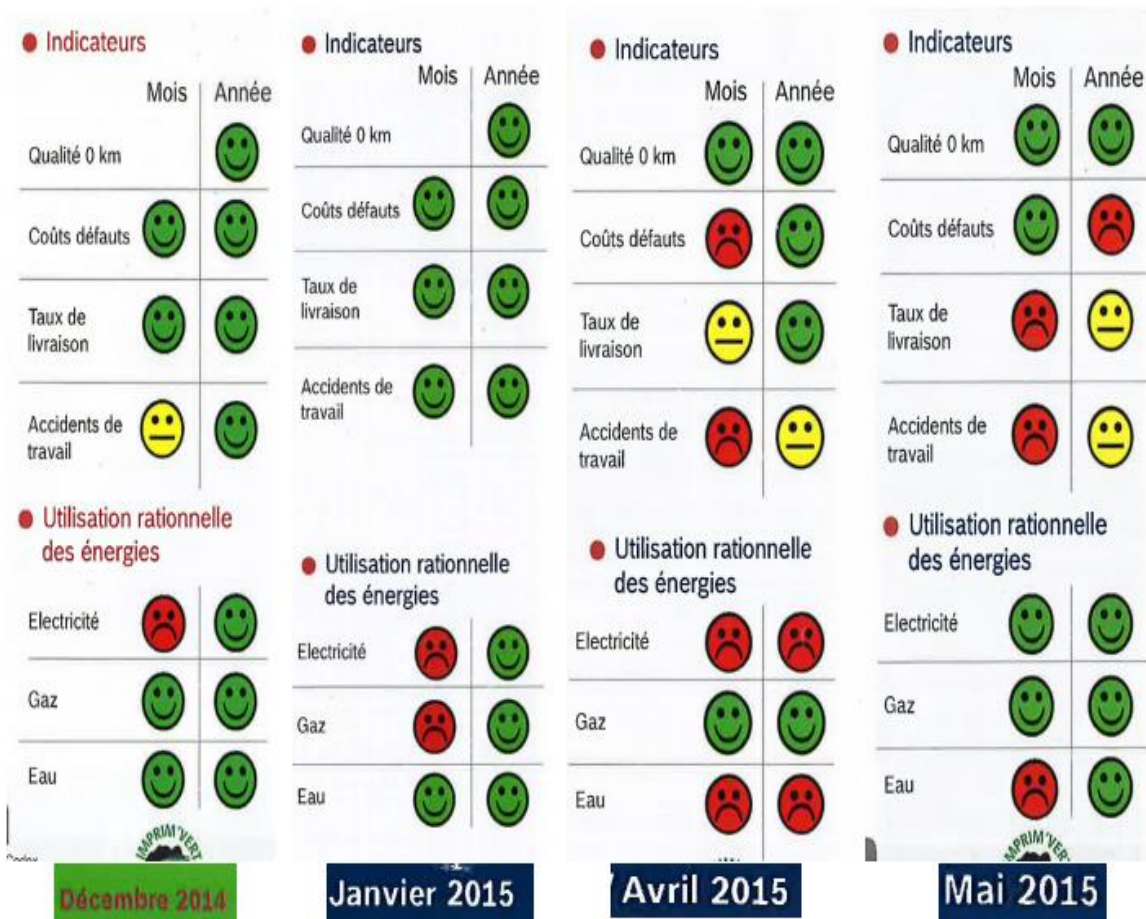 Indicateurs
Mois Année
Qualité 0 km
Coûts défauts
Taux de
livraison
Accidents de
travail
Utilisation rationnelle
des énergies
Electricité
Gaz
Eau
IMPRIM'VERT
Décembre 2014
Indicateurs
Mois Année
Qualité 0 km
Coûts défauts
Taux de
livraison
Accidents de
travail
Utilisation rationnelle
des énergies
Electricité
Gaz
Eau
Janvier 2015
Indicateurs
Mois Année
Qualité 0 km
Coûts défauts
Taux de
livraison
Accidents de
travail
Utilisation rationnelle
des énergies
Electricité
Gaz
Eau
Avril 2015
Indicateurs
Mois Année
Qualité 0 km
Coûts défauts
Taux de
livraison
Accidents de
travail
Utilisation rationnelle
des énergies
Electricité
Gaz
Eau
IMPRIM'VERT
Mai 2015